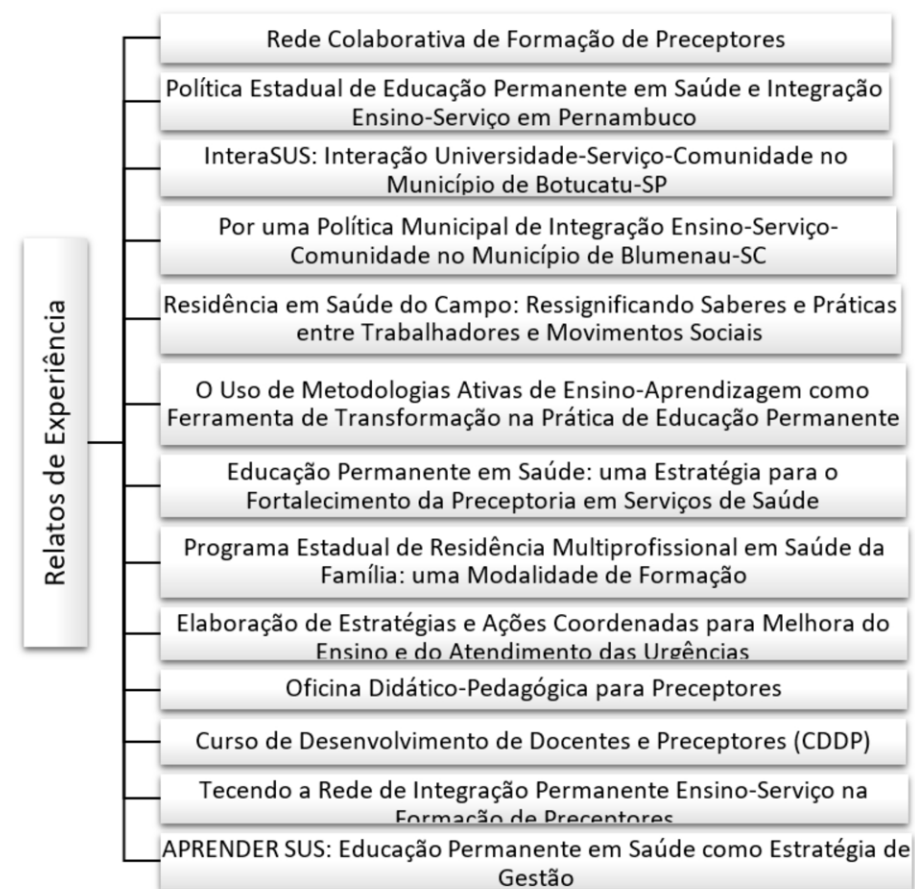 Relatos de Experiência
Rede Colaborativa de Formação de Preceptores
Política Estadual de Educação Permanente em Saúde e Integração
Ensino-Serviço em Pernambuco
InteraSUS: Interação Universidade-Serviço-Comunidade no
Município de Botucatu-SP
Por uma Política Municipal de Integração Ensino-Serviço-
Comunidade no Município de Blumenau-SC
Residência em Saúde do Campo: Ressignificando Saberes e Práticas
entre Trabalhadores e Movimentos Sociais
O Uso de Metodologias Ativas de Ensino-Aprendizagem como
Ferramenta de Transformação na Prática de Educação Permanente
Educação Permanente em Saúde: uma Estratégia para o
Fortalecimento da Preceptoria em Serviços de Saúde
Programa Estadual de Residência Multiprofissional em Saúde da
Família: uma Modalidade de Formação
Elaboração de Estratégias e Ações Coordenadas para Melhora do
Ensino e do Atendimento das Urgências
Oficina Didático-Pedagógica para Preceptores
Curso de Desenvolvimento de Docentes e Preceptores (CDDP)
Tecendo a Rede de Integração Permanente Ensino-Serviço na
Formação de Preceptores
APRENDER SUS: Educação Permanente em Saúde como Estratégia de
Gestão